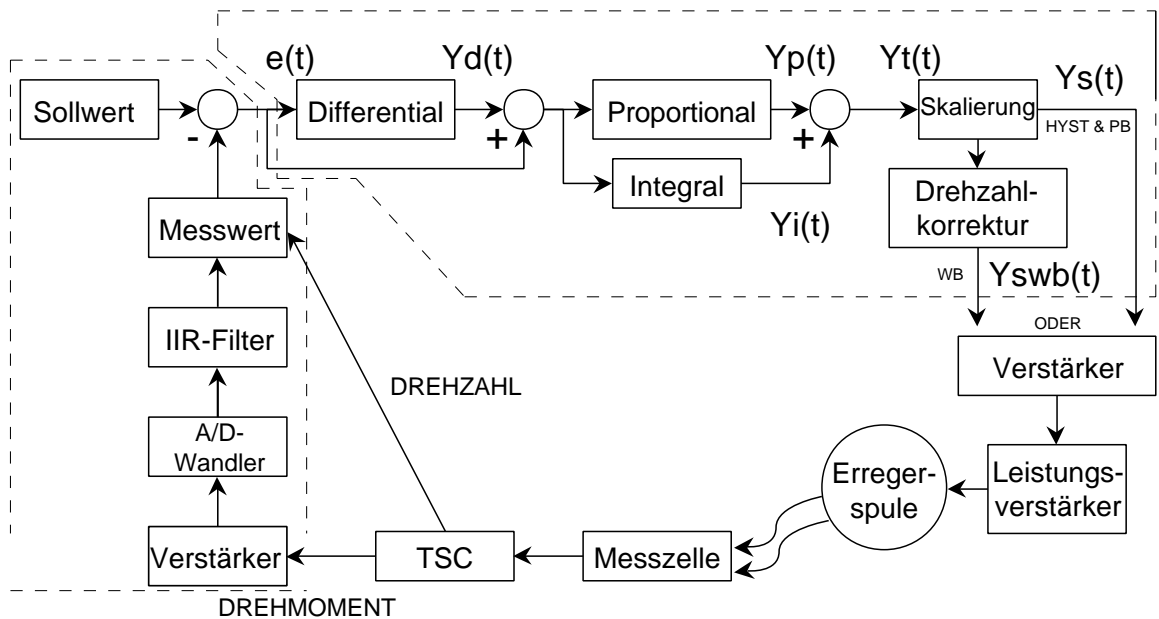 e(t)
Yd(t)
Yp(t)
Yt(t)
Ys(t)
Sollwert
-
Differential
+
Proportional
+
Skalierung
HYST & PB
Integral
Yi(t)
Drehzahl-
korrektur
WB
Yswb(t)
Messwert
ODER
IIR-Filter
Verstärker
DREHZAHL
A/D-
Wandler
Erreger-
spule
Leistungs-
verstärker
Verstärker
TSC
Messzelle
DREHMOMENT